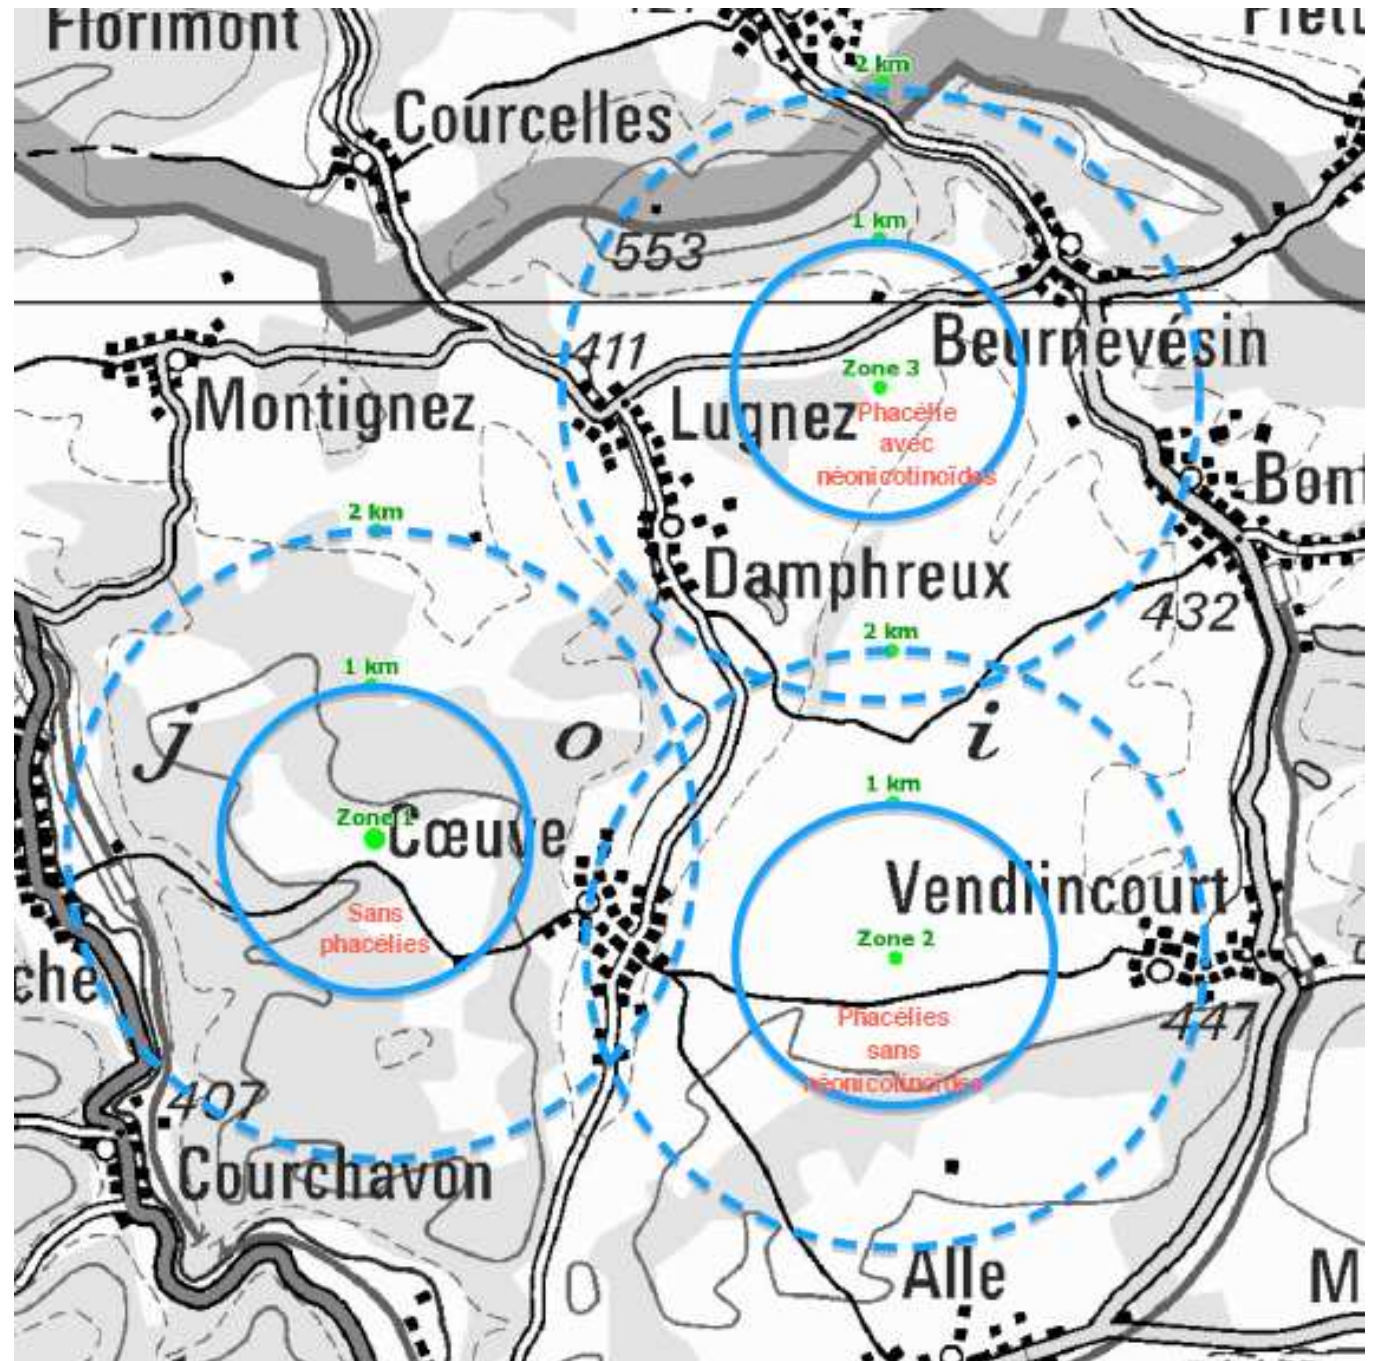 Florimont
2 km
Courcelles
1 km
553
411
Beurnevésin
Zone 3
Montignez
Lugnez
Phacélie
avec
néonicotinoïdes
2 km
Damphreux
432
2 km
1 km
j
o
i
1 km
Zone 1
Cœuve
Vendlincourt
Sans
phacélies
Zone 2
Phacélies
sans
néonicotinoïdes
447
407
Courchavon
Alle
M